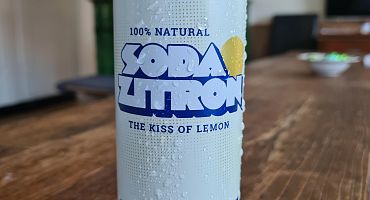 100% NATURAL
SODA
ZITRON
THE KISS OF LEMON